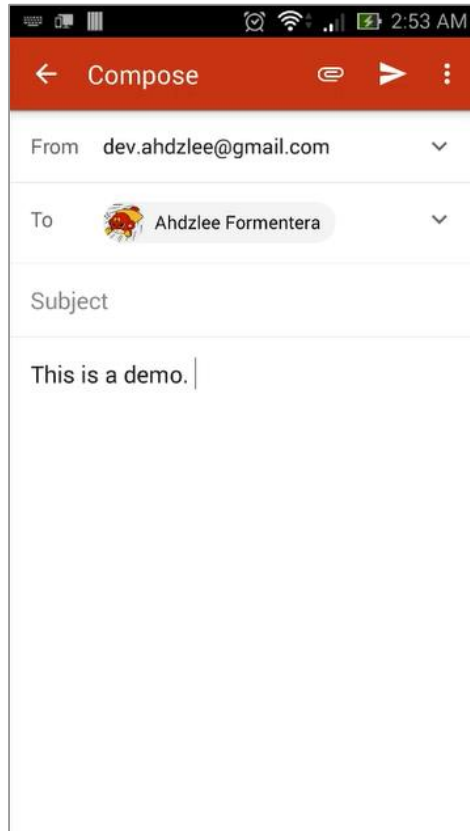 2:53 AM
Compose
From dev.ahdzlee@gmail.com
To Ahdzlee Formentera
Subject
This is a demo.